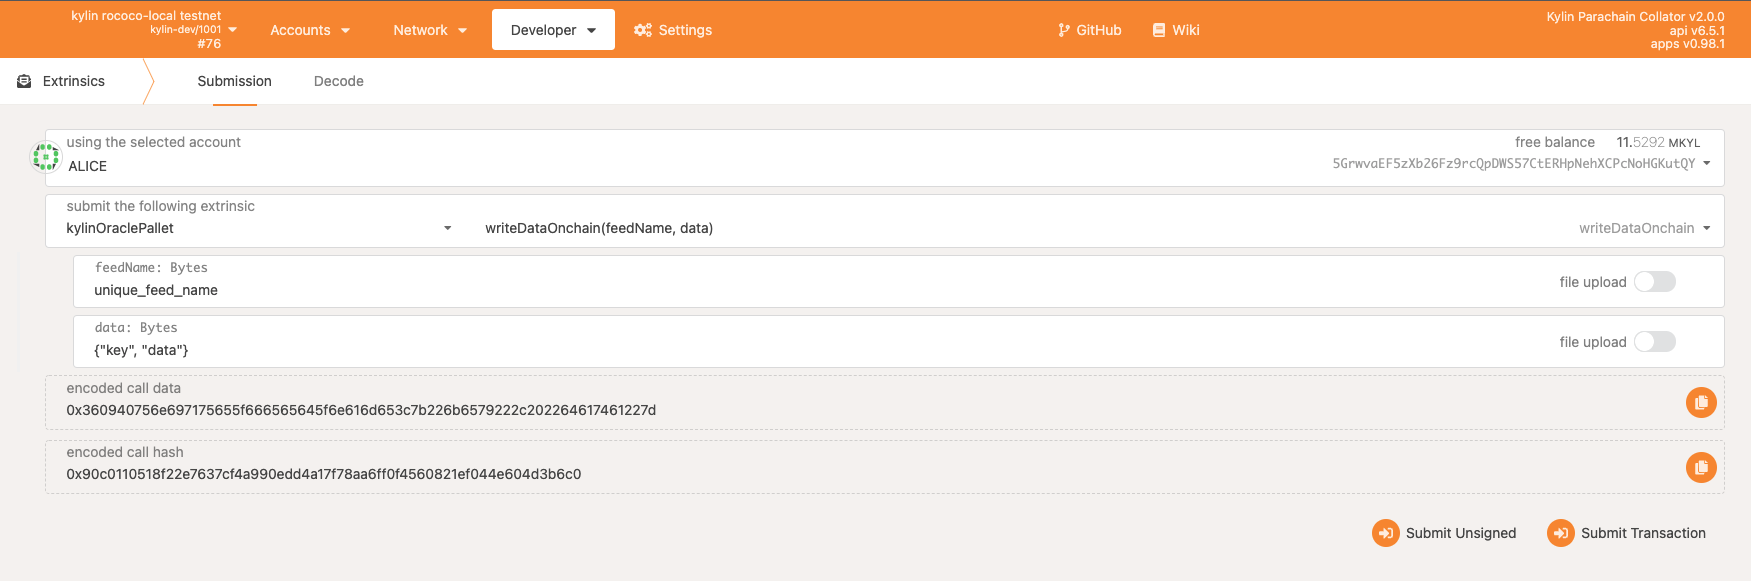 kylin rococo-local testnet
kylin-dev/1001
#76
Accounts
Network
Developer
Settings
GitHub
Wiki
Kylin Parachain Collator v2.0.0
api v6.5.1
apps v0.98.1
Extrinsics
Submission
Decode
using the selected account
ALICE
free balance 11.5292 MKYL
5GrwvaEF5zXb26Fz9rcQpDWS57CtERHpNehXCPcNoHGKutQY
submit the following extrinsic
kylinOraclePallet
writeDataOnchain(feedName, data)
writeDataOnchain
feedName: Bytes
unique_feed_name
file upload
data: Bytes
{"key", "data"}
file upload
encoded call data
0x360940756e697175655f666565645f6e616d653c7b226b6579222c202264617461227d
encoded call hash
0x90c0110518f22e7637cf4a990edd4a17f78aa6ff0f4560821ef044e604d3b6c0
Submit Unsigned
Submit Transaction